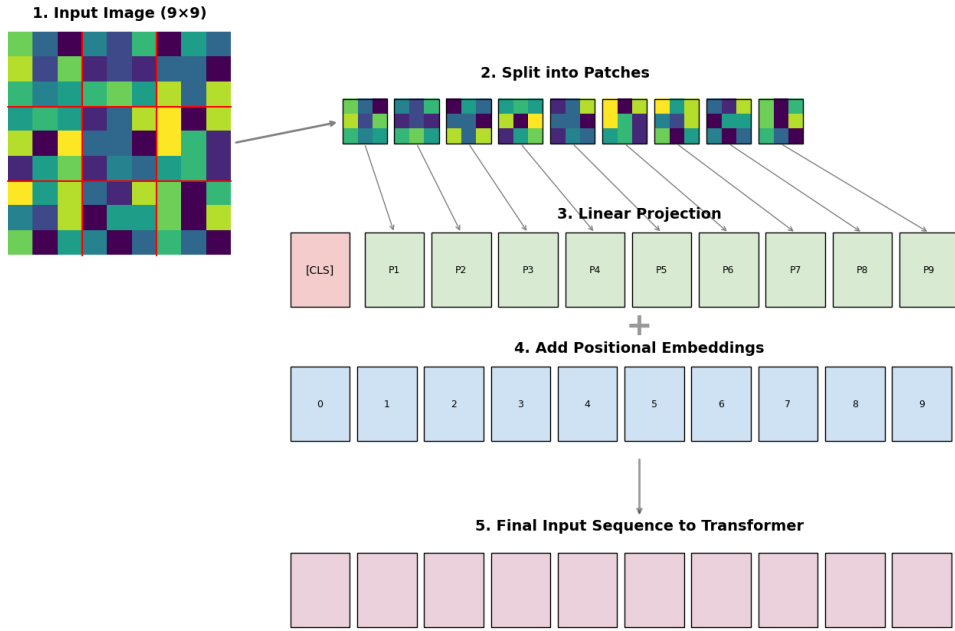 1. Input Image (9×9)
2. Split into Patches
3. Linear Projection
[CLS] P1 P2 P3 P4 P5 P6 P7 P8 P9
+
4. Add Positional Embeddings
0 1 2 3 4 5 6 7 8 9
5. Final Input Sequence to Transformer